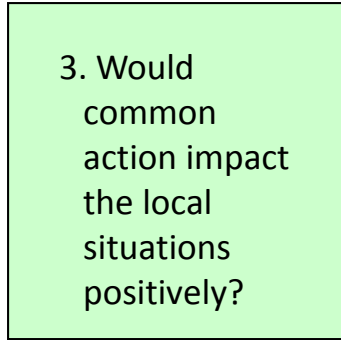 3. Would
common
action impact
the local
situations
positively?